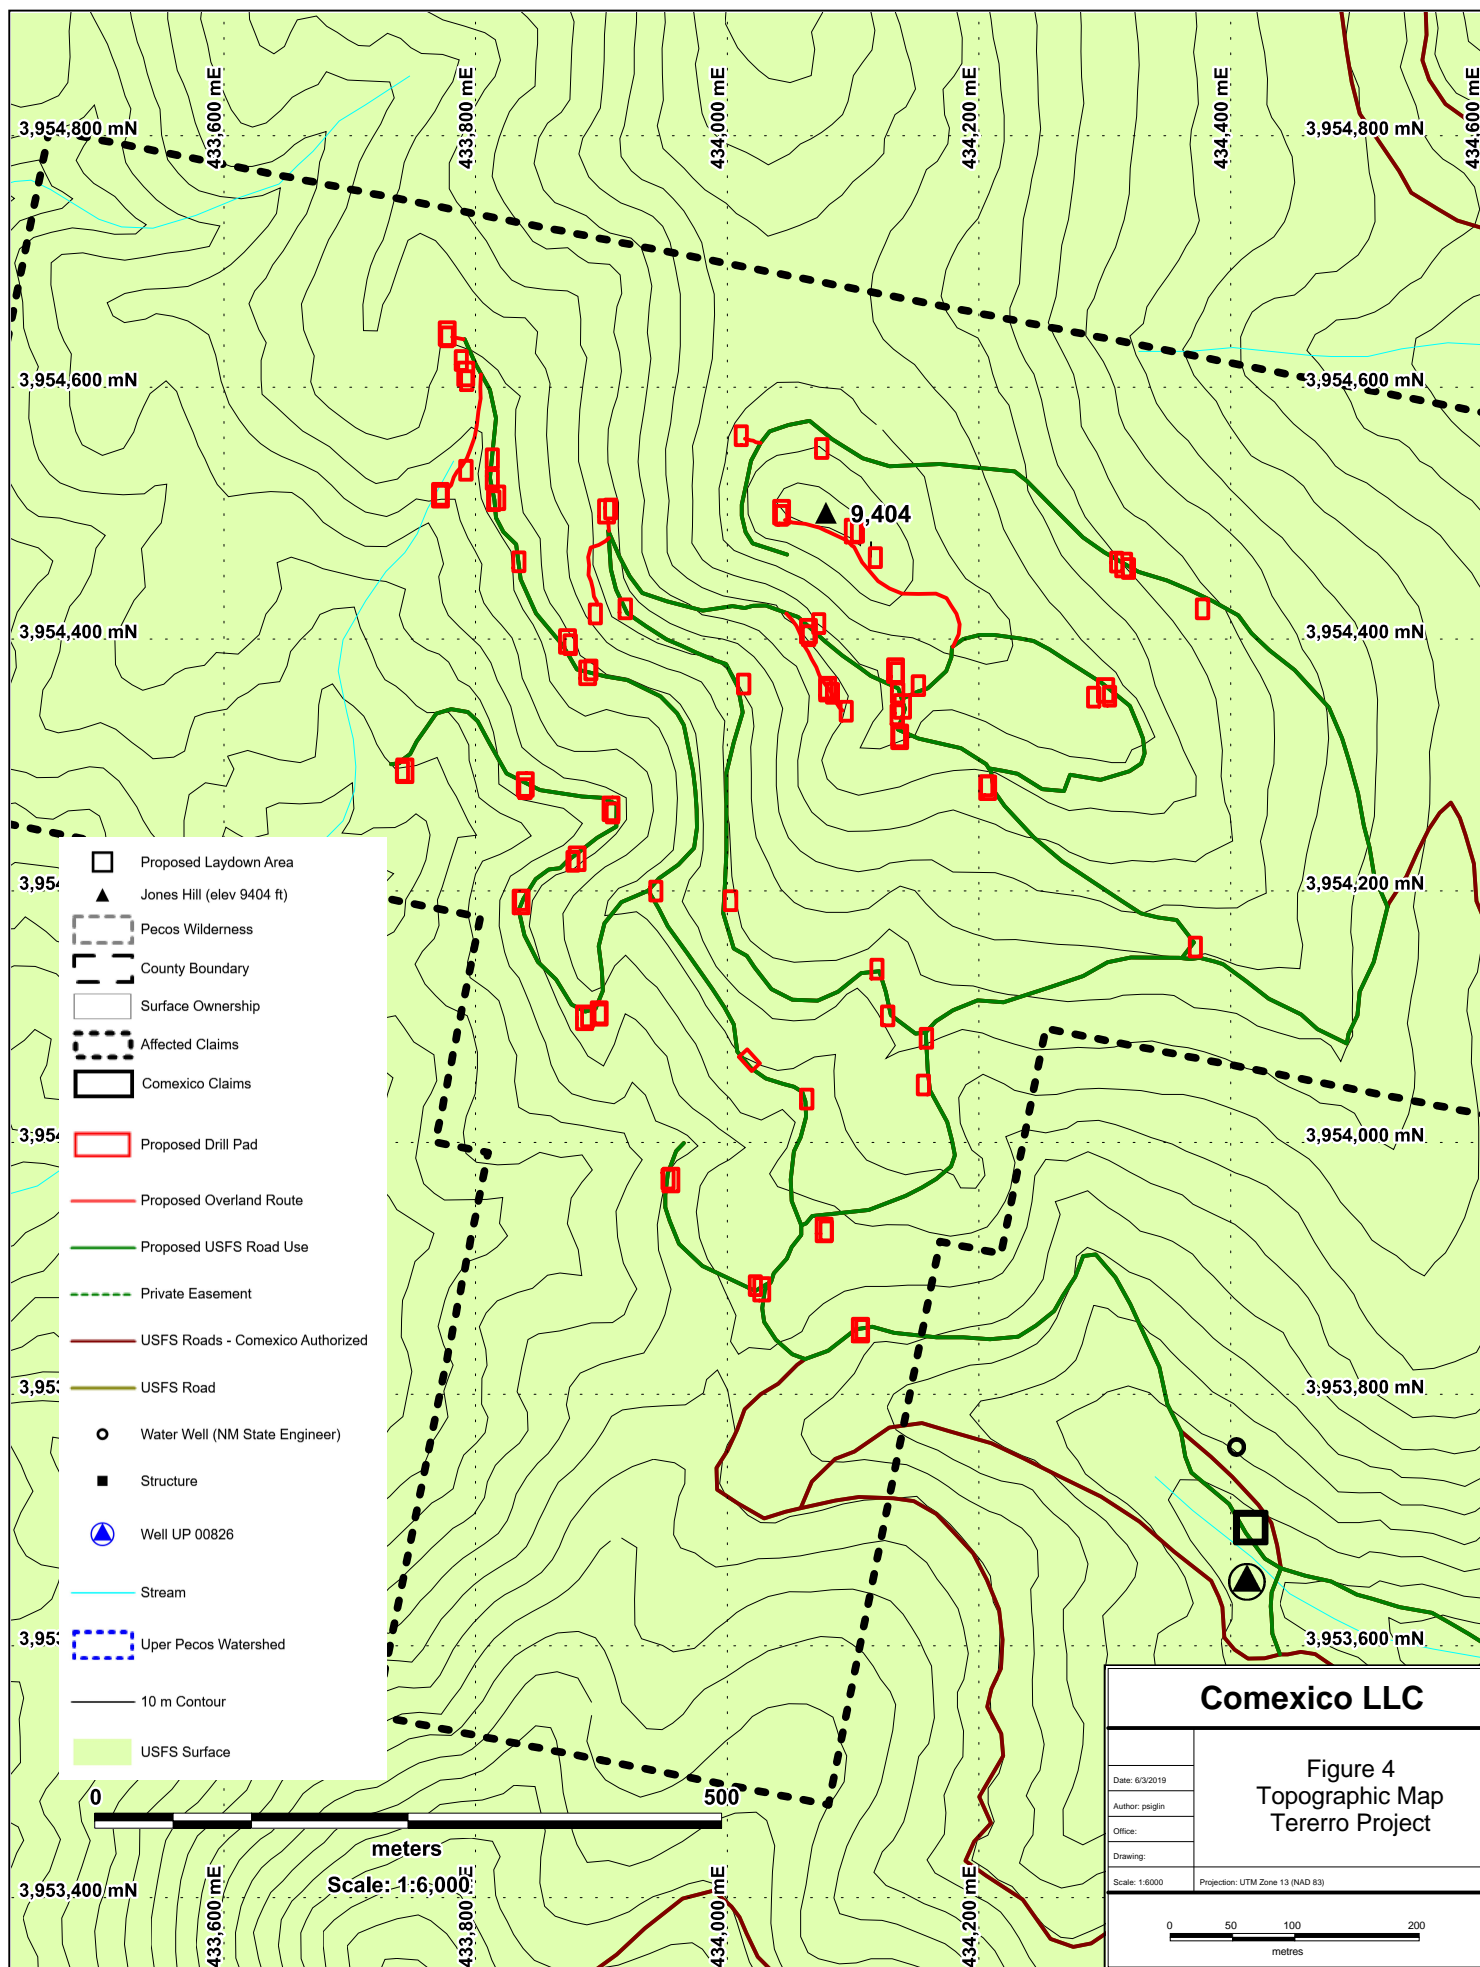 433,600 mE
433,800 mE
434,000 mE
434,200 mE
434,400 mE
434,600 mE
3,954,800 mN
3,954,800 mN
3,954,600 mN
3,954,600 mN
9,404
3,954,400 mN
3,954,400 mN
3,954
3,954,200 mN
3,954
3,954,000 mN
3,953
3,953,800 mN
3,953
3,953,600 mN
3,953,400 mN
Proposed Laydown Area
Jones Hill (elev 9404 ft)
Pecos Wilderness
County Boundary
Surface Ownership
Affected Claims
Comexico Claims
Proposed Drill Pad
Proposed Overland Route
Proposed USFS Road Use
Private Easement
USFS Roads - Comexico Authorized
USFS Road
Water Well (NM State Engineer)
Structure
Well UP 00826
Stream
Uper Pecos Watershed
10 m Contour
USFS Surface
0 500
meters
Scale: 1:6,000
433,600 mE
433,800 mE
434,000 mE
434,200 mE
Comexico LLC
Figure 4
Topographic Map
Tererro Project
Date: 6/3/2019
Author: psiglin
Office:
Drawing:
Scale: 1:6000
Projection: UTM Zone 13 (NAD 83)
0 50 100 200
metres